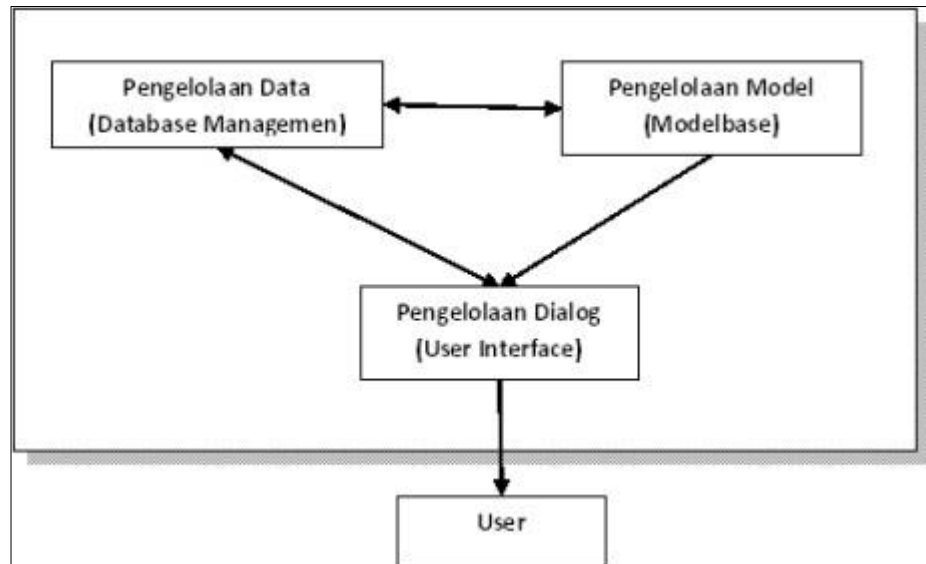 Pengelolaan Data
(Database Managemen)
Pengelolaan Model
(Modelbase)
Pengelolaan Dialog
(User Interface)
User